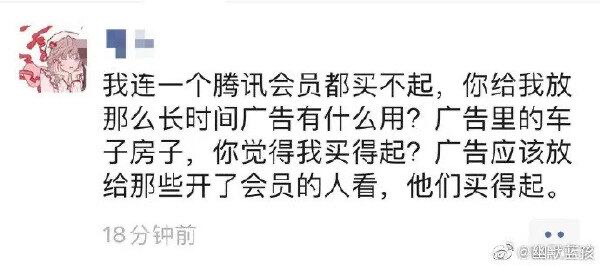 我连一个腾讯会员都买不起，你给我放
那么长时间广告有什么用？广告里的车
子房子，你觉得我买得起？广告应该放
给那些开了会员的人看，他们买得起。
18分钟前
@幽默蓝孩